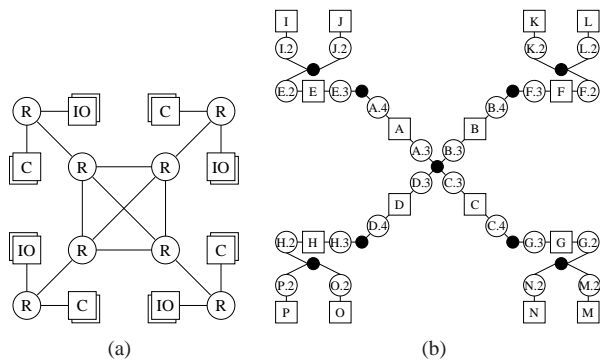 R IO C R
C R R IO
IO R R C
R C IO R
(a)
I J K L
I.2 J.2 K.2 L.2
E.2 E E.3 F.3 F F.2
A.4 B.4
A B
A.3 B.3
D.3 C.3
D C
D.4 C.4
H.2 H H.3 G.3 G G.2
P.2 O.2 N.2 M.2
P O N M
(b)